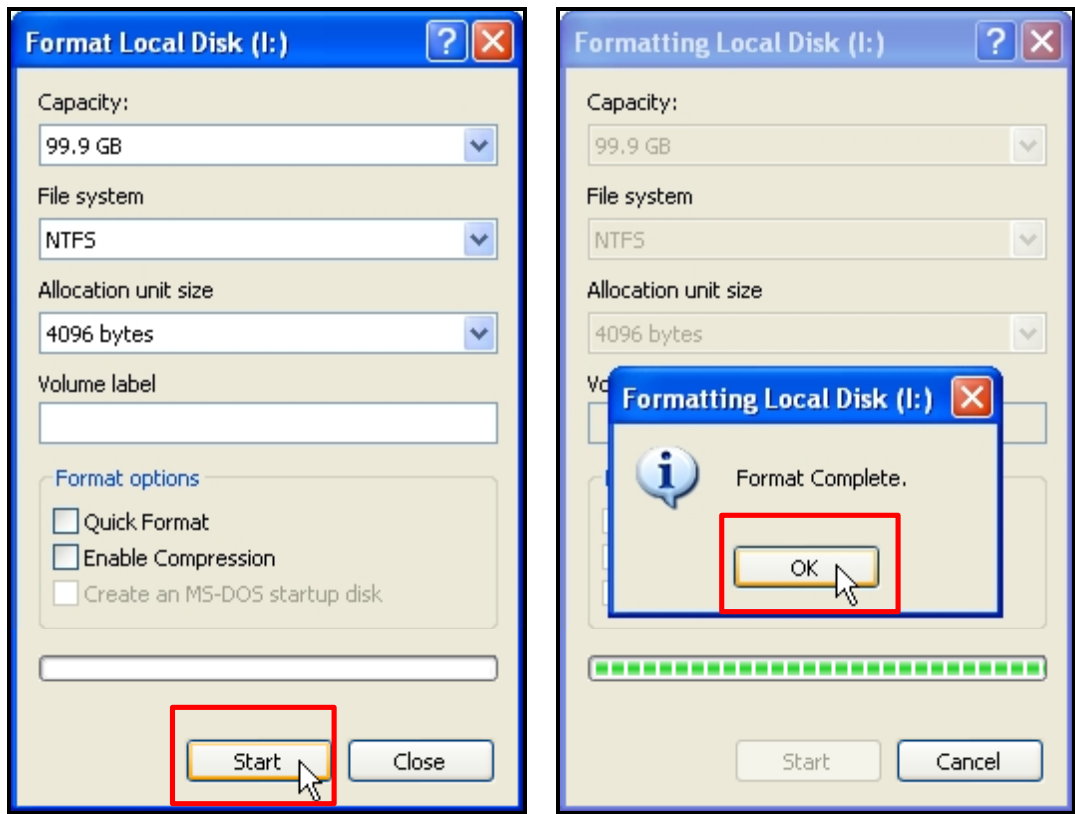 Format Local Disk (I:)
Capacity:
99.9 GB
File system
NTFS
Allocation unit size
4096 bytes
Volume label
Format options
Quick Format
Enable Compression
Create an MS-DOS startup disk
Start
Close
Formatting Local Disk (I:)
Capacity:
99.9 GB
File system
NTFS
Allocation unit size
4096 bytes
Formatting Local Disk (I:)
Format Complete.
OK
Start
Cancel